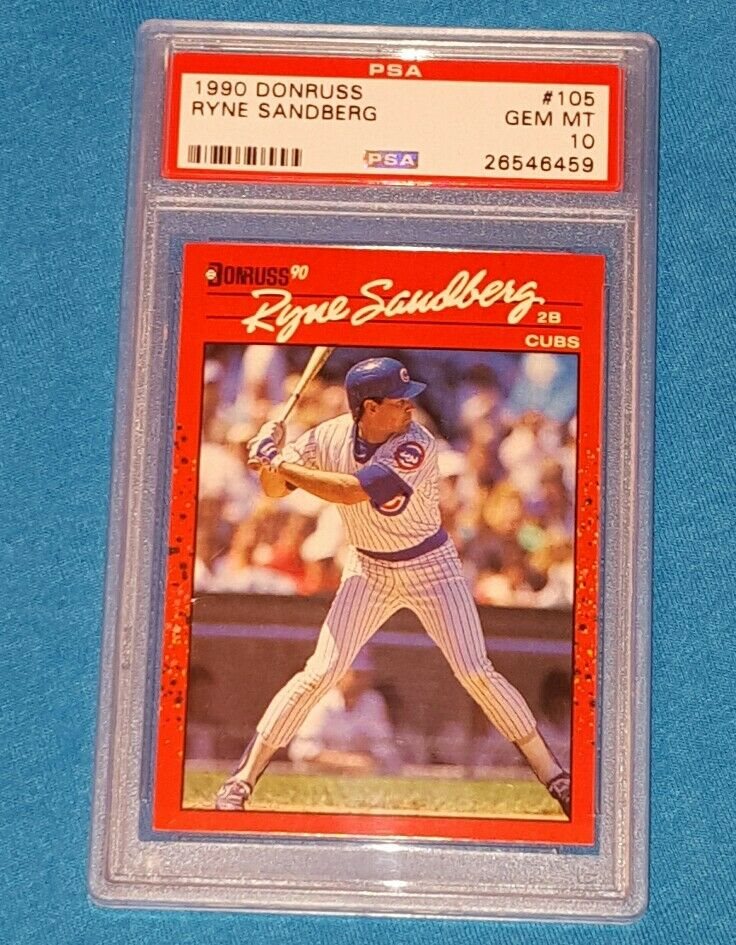 PSA
1990 DONRUSS #105
RYNE SANDBERG GEM MT
10
PSA 26546459
DONRUSS 90
Ryne Sandberg
2B
CUBS
C